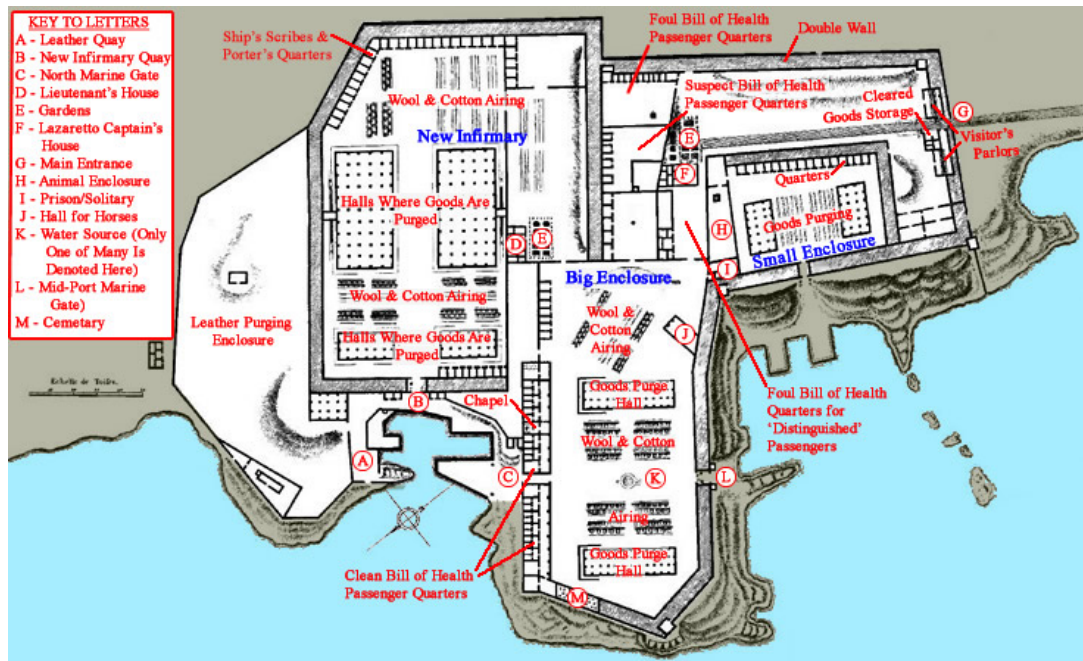 KEY TO LETTERS
A - Leather Quay
B - New Infirmary Quay
C - North Marine Gate
D - Lieutenant's House
E - Gardens
F - Lazaretto Captain's
House
G - Main Entrance
H - Animal Enclosure
I - Prison/Solitary
J - Hall for Horses
K - Water Source (Only
One of Many Is
Denoted Here)
L - Mid-Port Marine
Gate)
M - Cemetary
Ship's Scribes &
Porter's Quarters
Foul Bill of Health
Passenger Quarters
Double Wall
Suspect Bill of Health
Passenger Quarters
Cleared
Goods Storage
G
Visitor's
Parlors
Wool & Cotton Airing
New Infirmary
E
F
Quarters
Halls Where Goods Are
Purged
Goods Purging
H
D
E
Small Enclosure
I
Big Enclosure
Wool & Cotton Airing
Wool &
Cotton
Airing
J
Leather Purging
Enclosure
Halls Where Goods Are
Purged
Echelle de Toises.
B
Chapel
Goods Purge
Hall
Foul Bill of Health
Quarters for
'Distinguished'
Passengers
Wool & Cotton
A
C
K
L
Airing
Goods Purge
Hall
Clean Bill of Health
Passenger Quarters
M